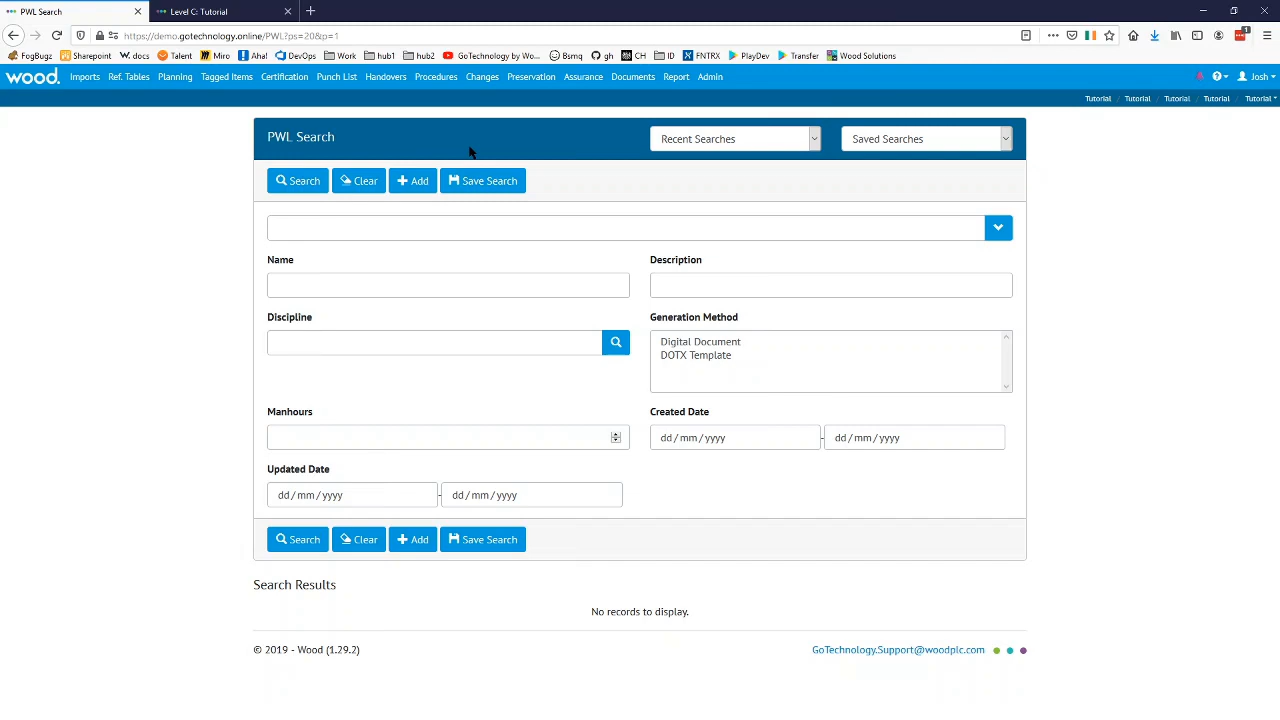 PWL Search
Level C: Tutorial
https://demo.gotechnology.online/PWL?ps=20&p=1
FogBugz Sharepoint docs Talent Miro Aha! DevOps Work hub1 hub2 GoTechnology by Wo... Bsmq gh CH ID FNTRX PlayDev Transfer Wood Solutions
wood. Imports Ref. Tables Planning Tagged Items Certification Punch List Handovers Procedures Changes Systems Preservation Assurance Documents Report Admin Josh
Tutorial / Tutorial / Tutorial / Tutorial / Tutorial
PWL Search Recent Searches Saved Searches
Search Clear Add Save Search
Name Description
Discipline Generation Method
Digital Document
DOTX Template
Manhours Created Date
dd/mm/yyyy - dd/mm/yyyy
Updated Date
dd/mm/yyyy - dd/mm/yyyy
Search Clear Add Save Search
Search Results
No records to display.
© 2019 - Wood (1.29.2) GoTechnology.Support@woodplc.com